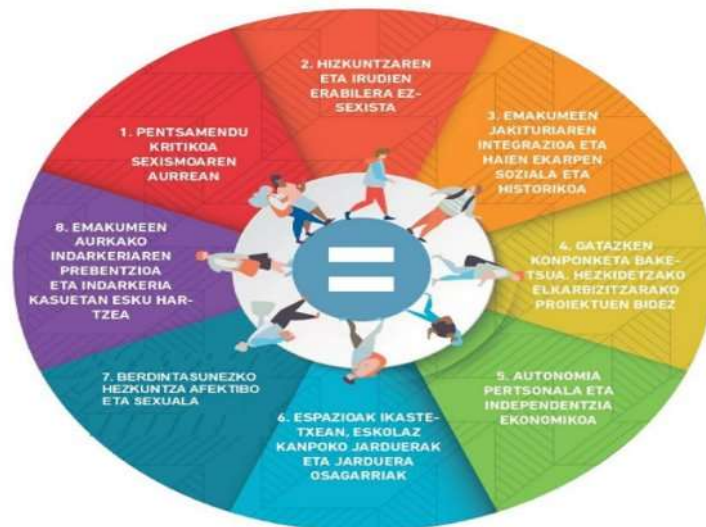 1. PENTSAMENDU
KRITIKOA
SEXISMOAREN
AURREAN
2. HIZKUNTZAREN
ETA IRUDIEN
ERABILERA EZ-
SEXISTA
3. EMAKUMEEN
JAKITURIAREN
INTEGRAZIOA ETA
HAIEN EKARPEN
SOZIALA ETA
HISTORIKOA
4. GATAZKEN
KONPONKETA BAKE-
TSUA. HEZKIDETZAKO
ELKARBIZITZARAKO
PROIEKTUEN BIDEZ
5. AUTONOMIA
PERTSONALA ETA
INDEPENDENTZIA
EKONOMIKOA
6. ESPAZIOAK IKASTE-
TXEAN, ESKOLAZ
KANPOKO JARDUERAK
ETA JARDUERA
OSAGARRIAK
7. BERDINTASUNEZKO
HEZKUNTZA AFEKTIBO
ETA SEXUALA
8. EMAKUMEEN
AURKAKO
INDARKERIAREN
PREBENTZIOA
ETA INDARKERIA
KASUETAN ESKU HAR-
TZEA
=